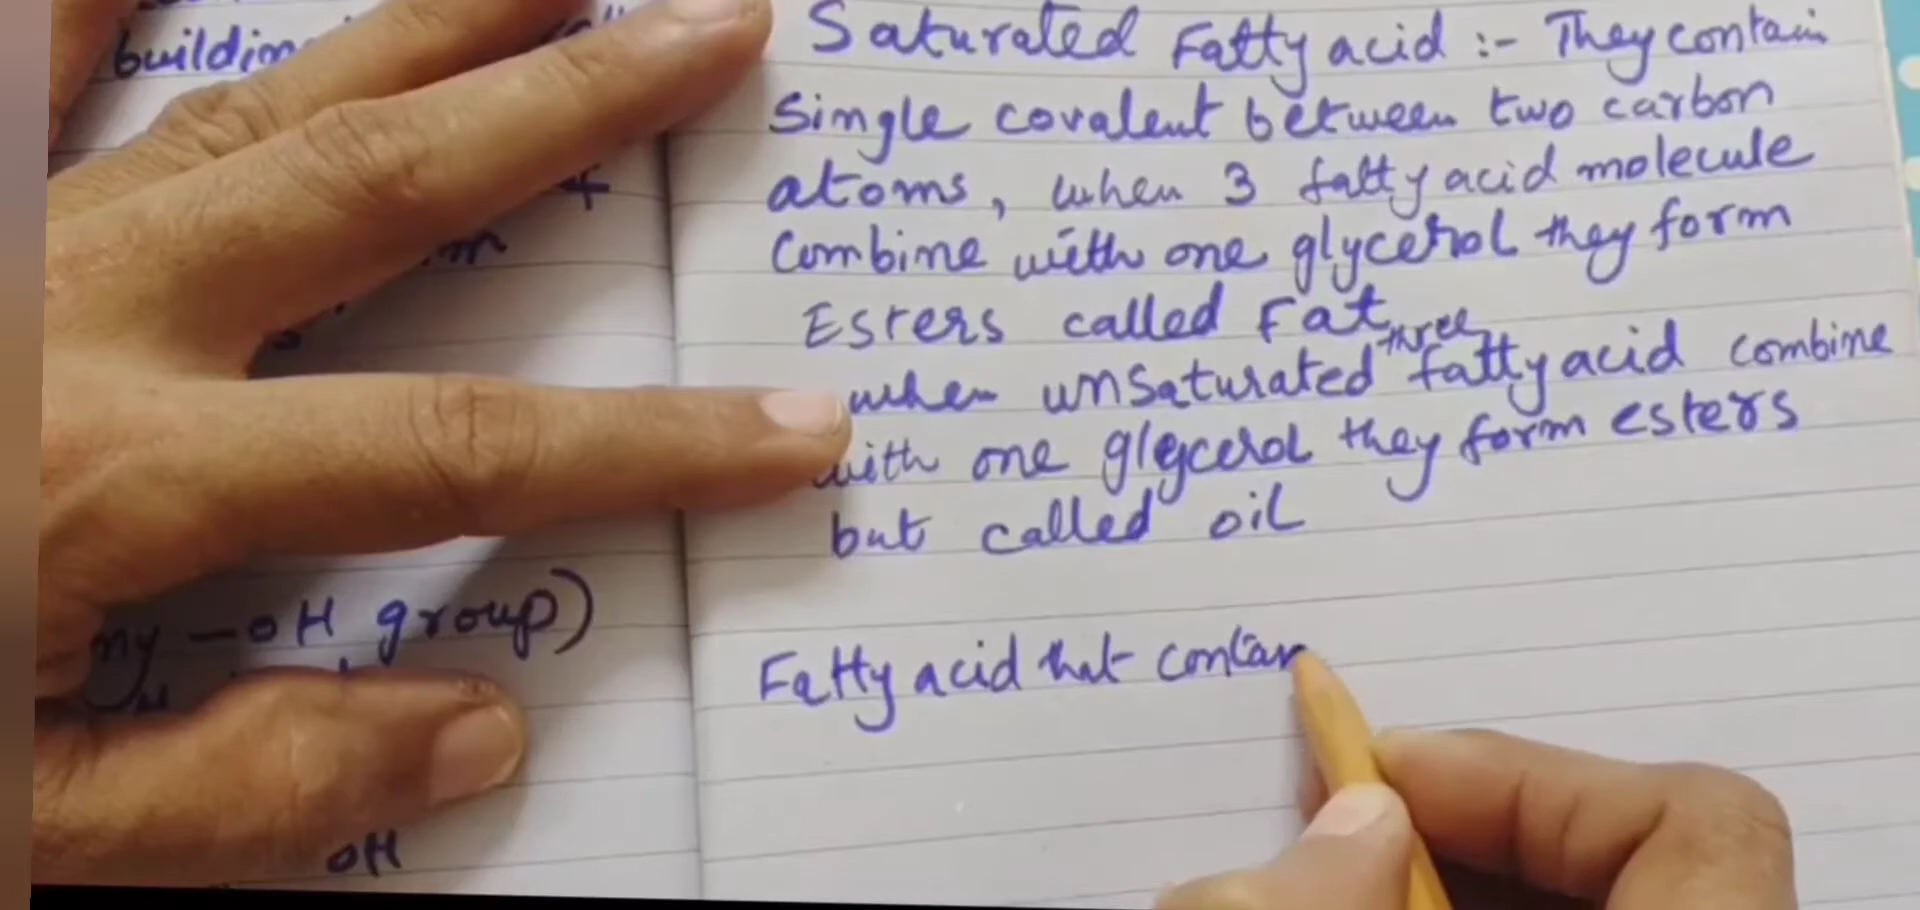 building
Saturated Fatty acid :- They contain
Single covalent between two carbon
atoms, when 3 fatty acid molecule
Combine with one glycerol they form
Esters called Fat
three
when unsaturated fatty acid combine
with one glycerol they form esters
but called oil
Fatty acid that contain
- OH group)
OH